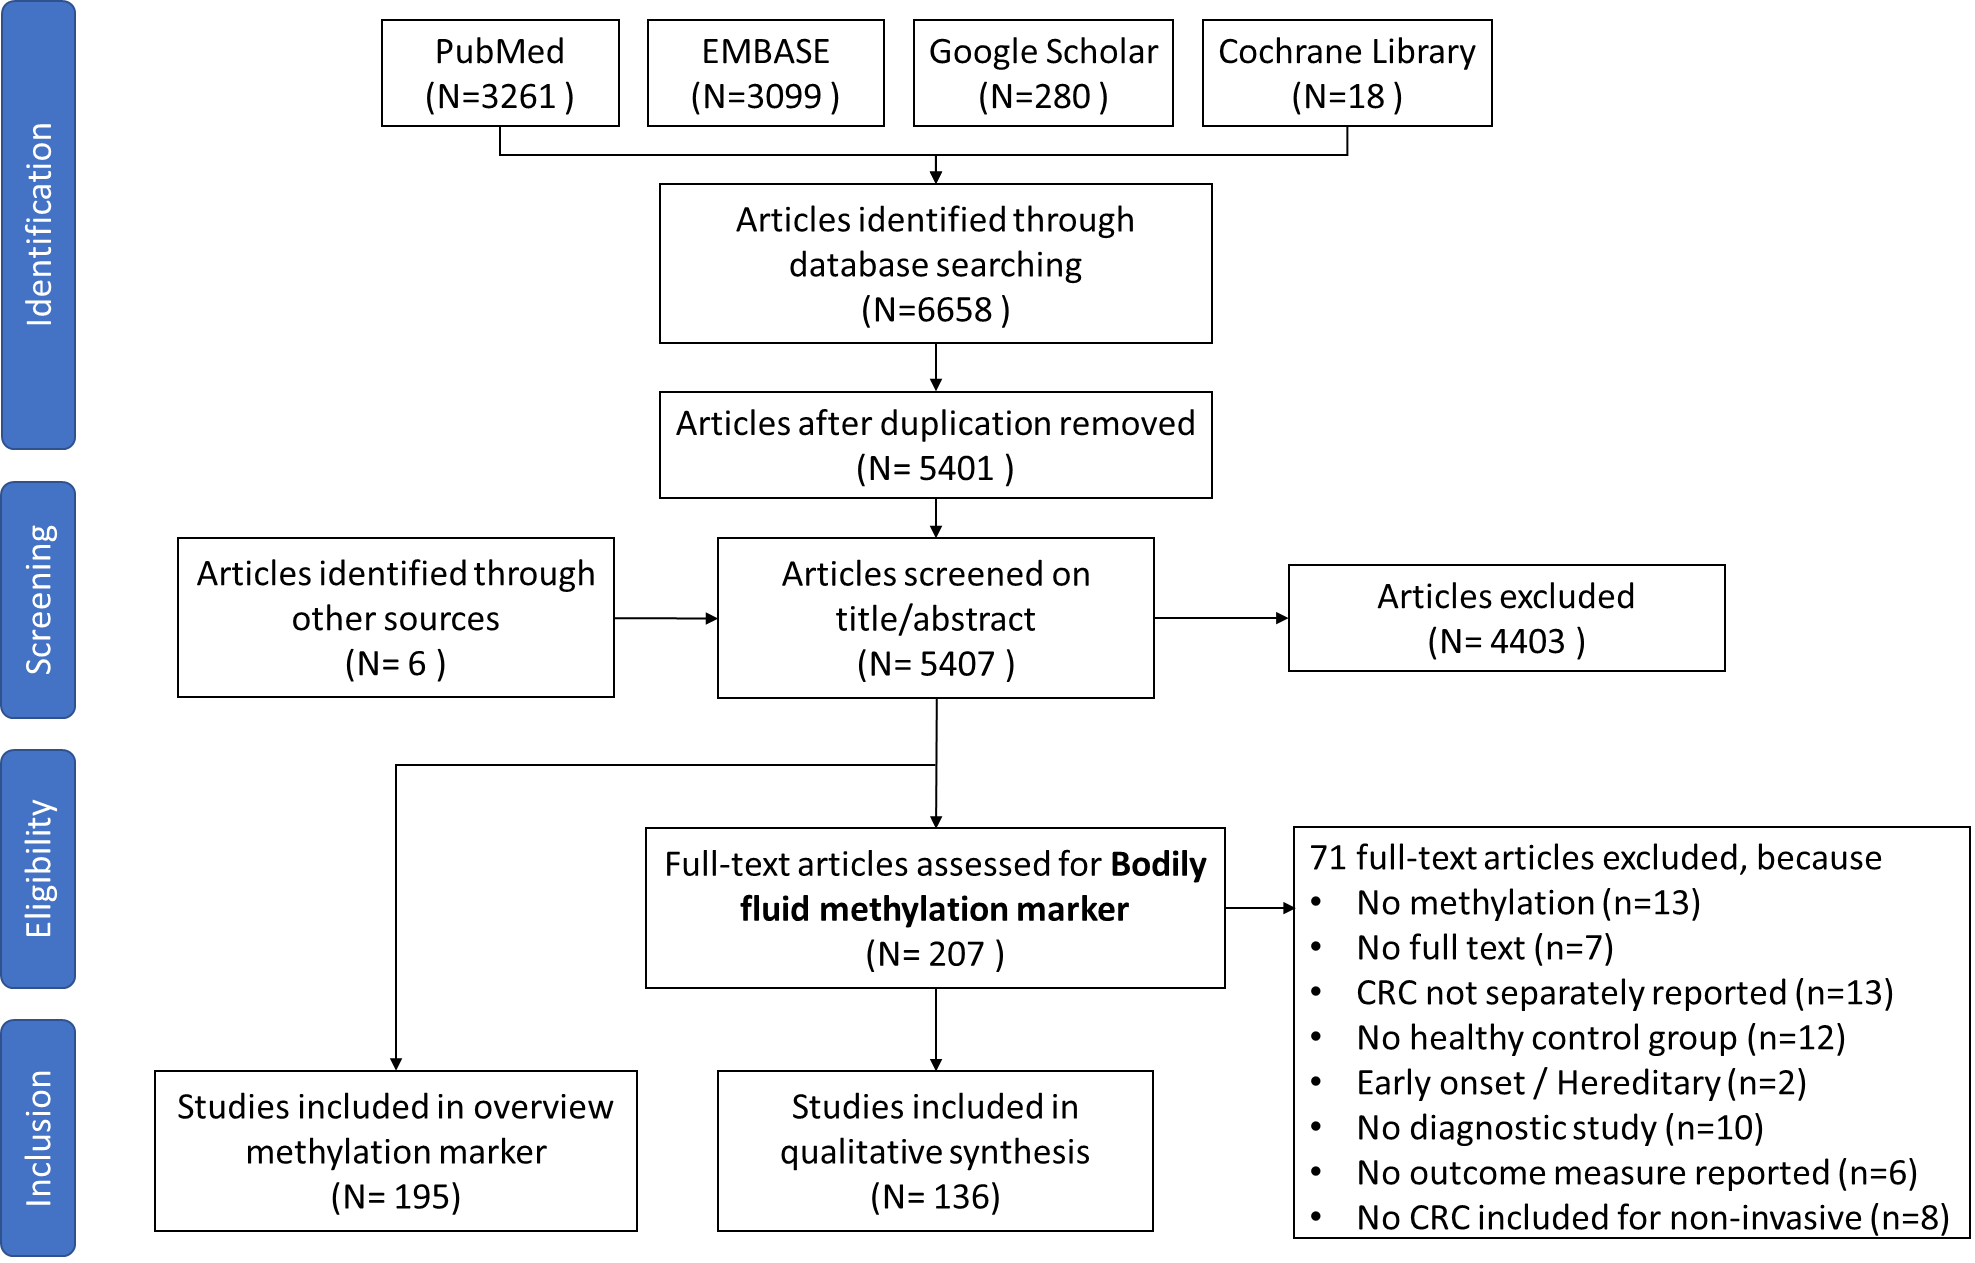 Identification
PubMed
(N=3261 )
EMBASE
(N=3099 )
Google Scholar
(N=280 )
Cochrane Library
(N=18 )
Articles identified through
database searching
(N=6658 )
Articles after duplication removed
(N= 5401 )
Screening
Articles identified through
other sources
(N= 6 )
Articles screened on
title/abstract
(N= 5407 )
Articles excluded
(N= 4403 )
Eligibility
Full-text articles assessed for Bodily
fluid methylation marker
(N= 207 )
71 full-text articles excluded, because
• No methylation (n=13)
• No full text (n=7)
• CRC not separately reported (n=13)
• No healthy control group (n=12)
• Early onset / Hereditary (n=2)
• No diagnostic study (n=10)
• No outcome measure reported (n=6)
• No CRC included for non-invasive (n=8)
Inclusion
Studies included in overview
methylation marker
(N= 195)
Studies included in
qualitative synthesis
(N= 136)